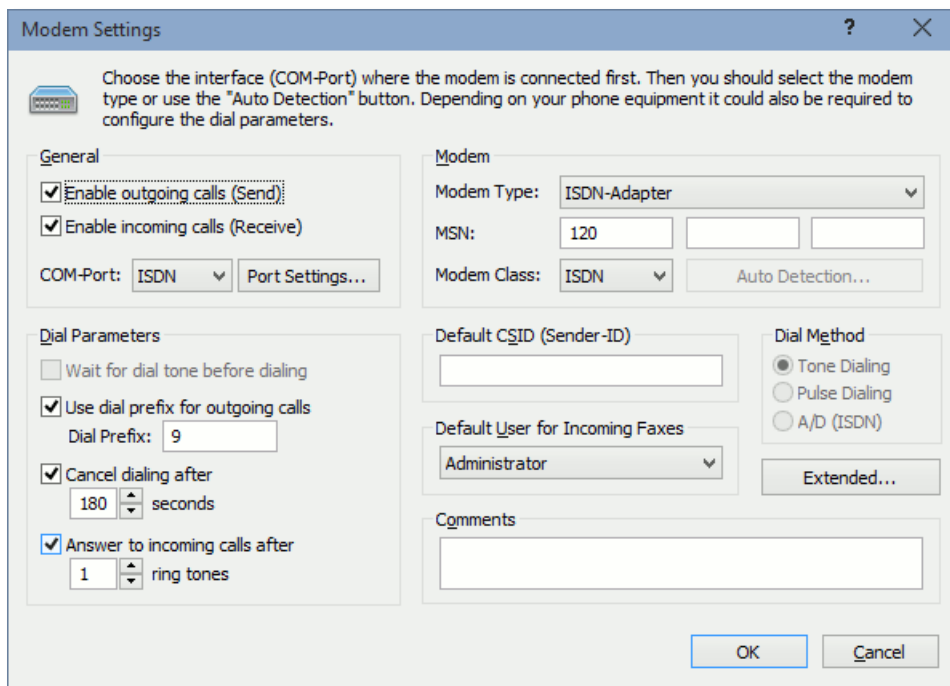 Modem Settings
?
Choose the interface (COM-Port) where the modem is connected first. Then you should select the modem
type or use the "Auto Detection" button. Depending on your phone equipment it could also be required to
configure the dial parameters.
General
Enable outgoing calls (Send)
Enable incoming calls (Receive)
COM-Port: ISDN Port Settings...
Modem
Modem Type: ISDN-Adapter
MSN: 120
Modem Class: ISDN Auto Detection...
Dial Parameters
Wait for dial tone before dialing
Use dial prefix for outgoing calls
Dial Prefix: 9
Cancel dialing after
180 seconds
Answer to incoming calls after
1 ring tones
Default CSID (Sender-ID)
Default User for Incoming Faxes
Administrator
Dial Method
Tone Dialing
Pulse Dialing
A/D (ISDN)
Extended...
Comments
OK Cancel